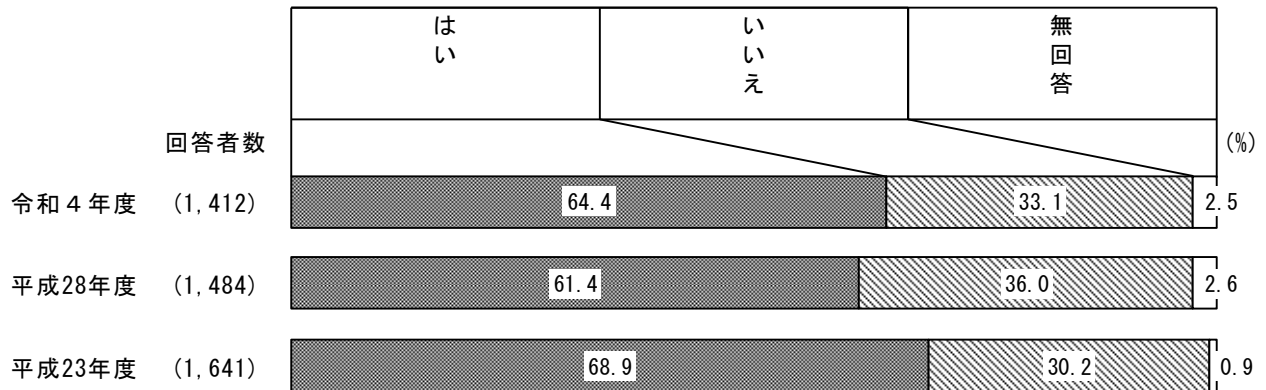 はい いいえ 無回答
回答者数 (%)
令和４年度 (1,412) 64.4 33.1 2.5
平成28年度 (1,484) 61.4 36.0 2.6
平成23年度 (1,641) 68.9 30.2 0.9